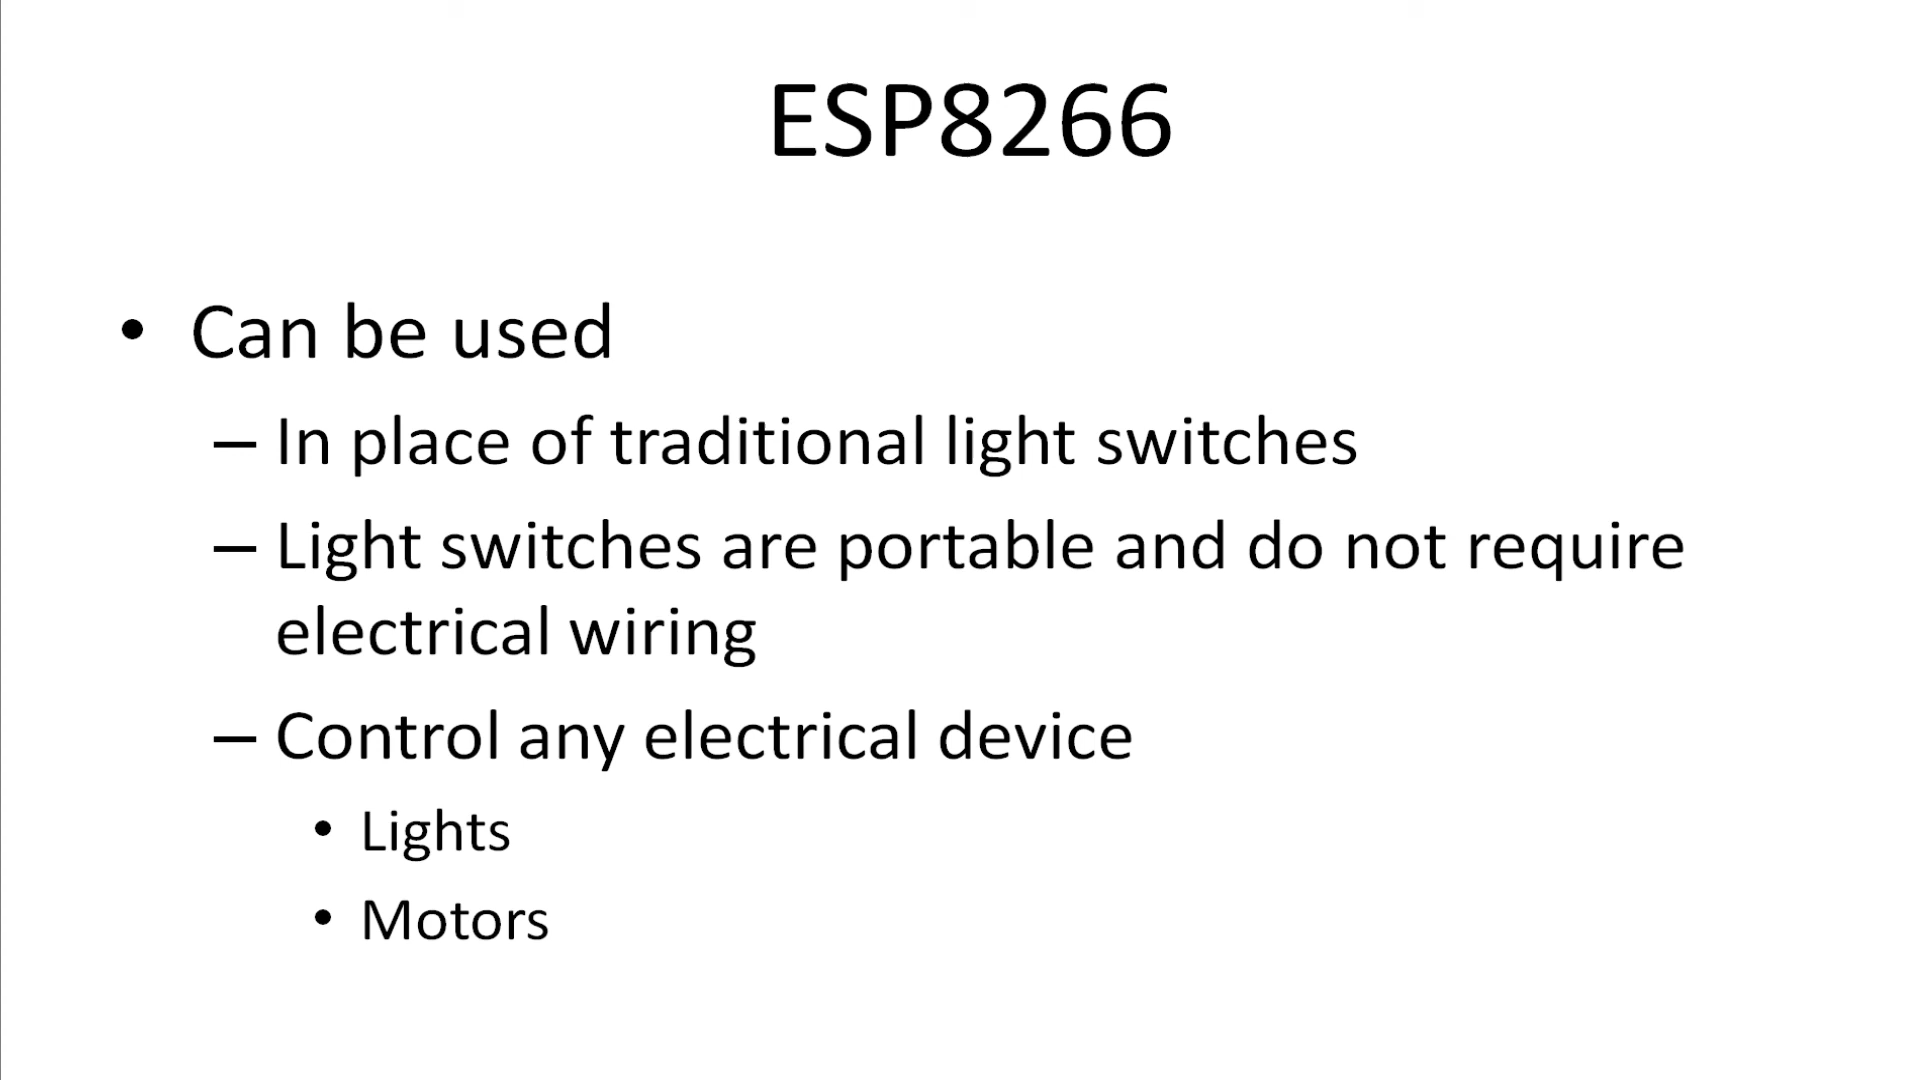 ESP8266
• Can be used
– In place of traditional light switches
– Light switches are portable and do not require
electrical wiring
– Control any electrical device
• Lights
• Motors